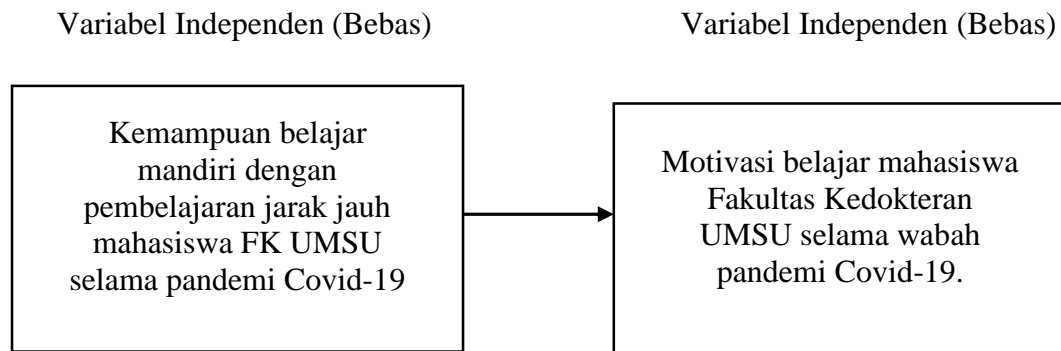 Variabel Independen (Bebas)
Variabel Independen (Bebas)
Kemampuan belajar
mandiri dengan
pembelajaran jarak jauh
mahasiswa FK UMSU
selama pandemi Covid-19
Motivasi belajar mahasiswa
Fakultas Kedokteran
UMSU selama wabah
pandemi Covid-19.